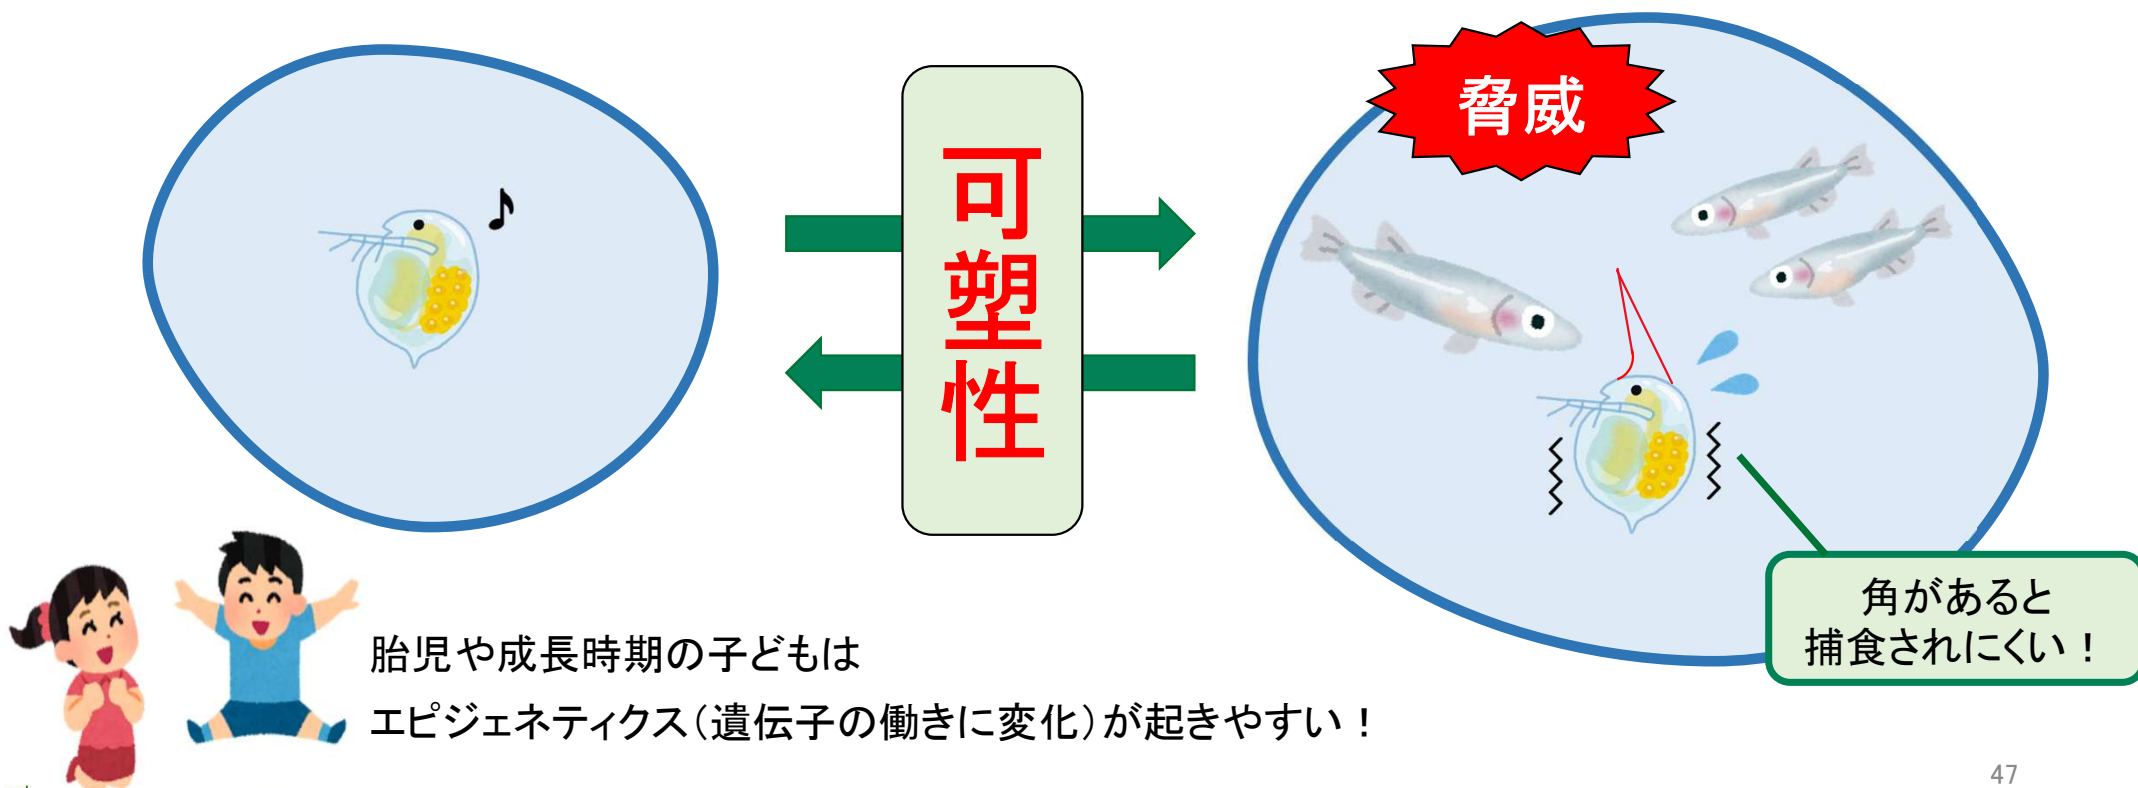 脅威
可塑性
角があると
捕食されにくい！
胎児や成長時期の子どもは
エピジェネティクス（遺伝子の働きに変化）が起きやすい！
47